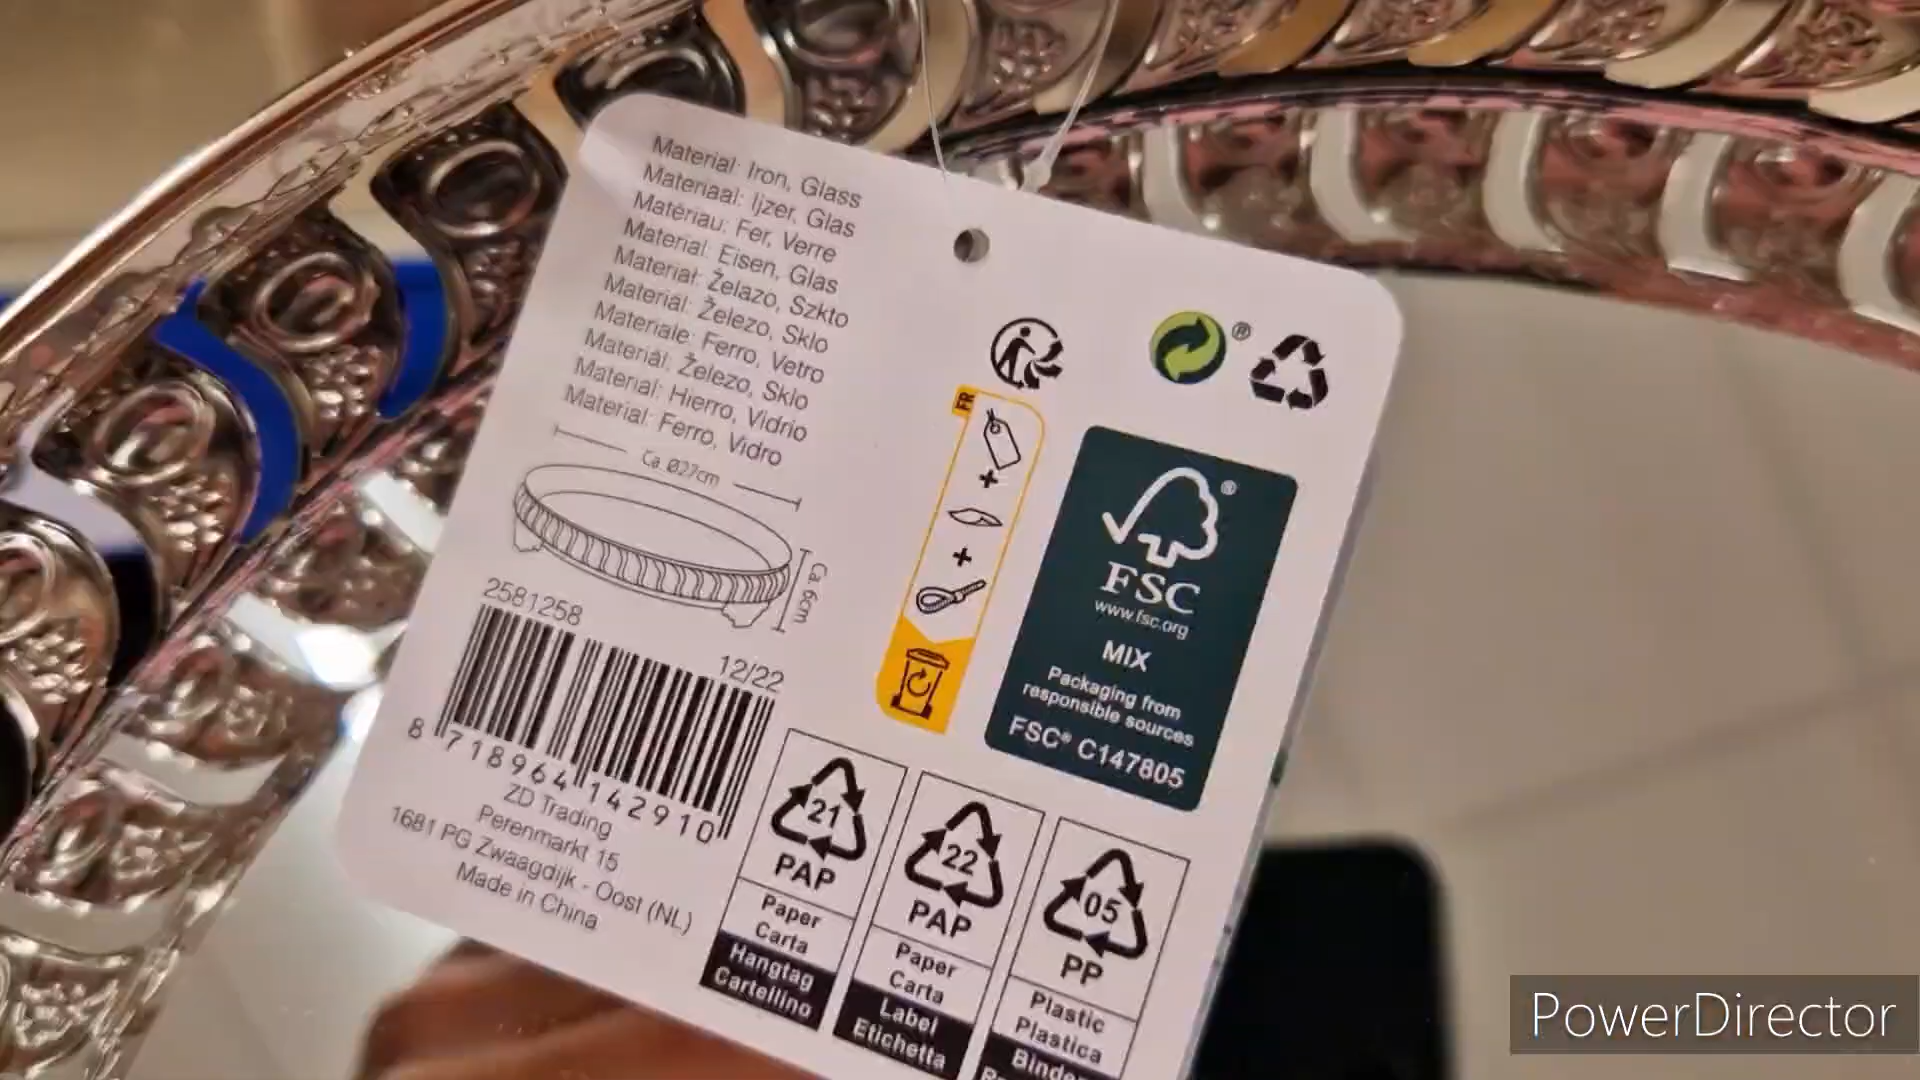 Material: Iron, Glass
Materiaal: Ijzer, Glas
Matériau: Fer, Verre
Material: Eisen, Glas
Materiał: Żelazo, Szkto
Materiál: Železo, Sklo
Materiale: Ferro, Vetro
Materiál: Železo, Sklo
Material: Hierro, Vidrio
Material: Ferro, Vidro
Ca. Ø27cm
Ca. 6cm
2581258
12/22
8 718964 142910
ZD Trading
Perenmarkt 15
1681 PG Zwaagdijk - Oost (NL)
Made in China
®
FR
+
+
®
FSC
www.fsc.org
MIX
Packaging from
responsible sources
FSC® C147805
21
PAP
Paper
Carta
Hangtag
Cartellino
22
PAP
Paper
Carta
Label
Etichetta
05
PP
Plastic
Plastica
PowerDirector